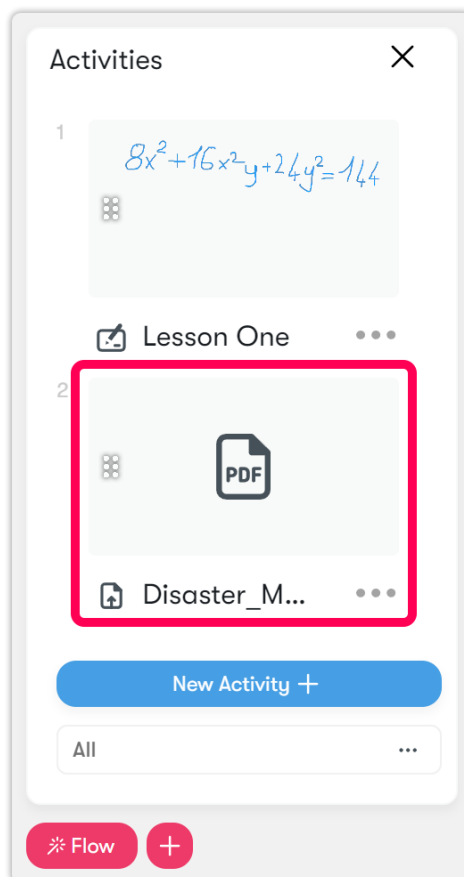 Activities
1
8x²+16x²y+24y²=144
Lesson One
2
PDF
Disaster_M...
New Activity +
All
Flow